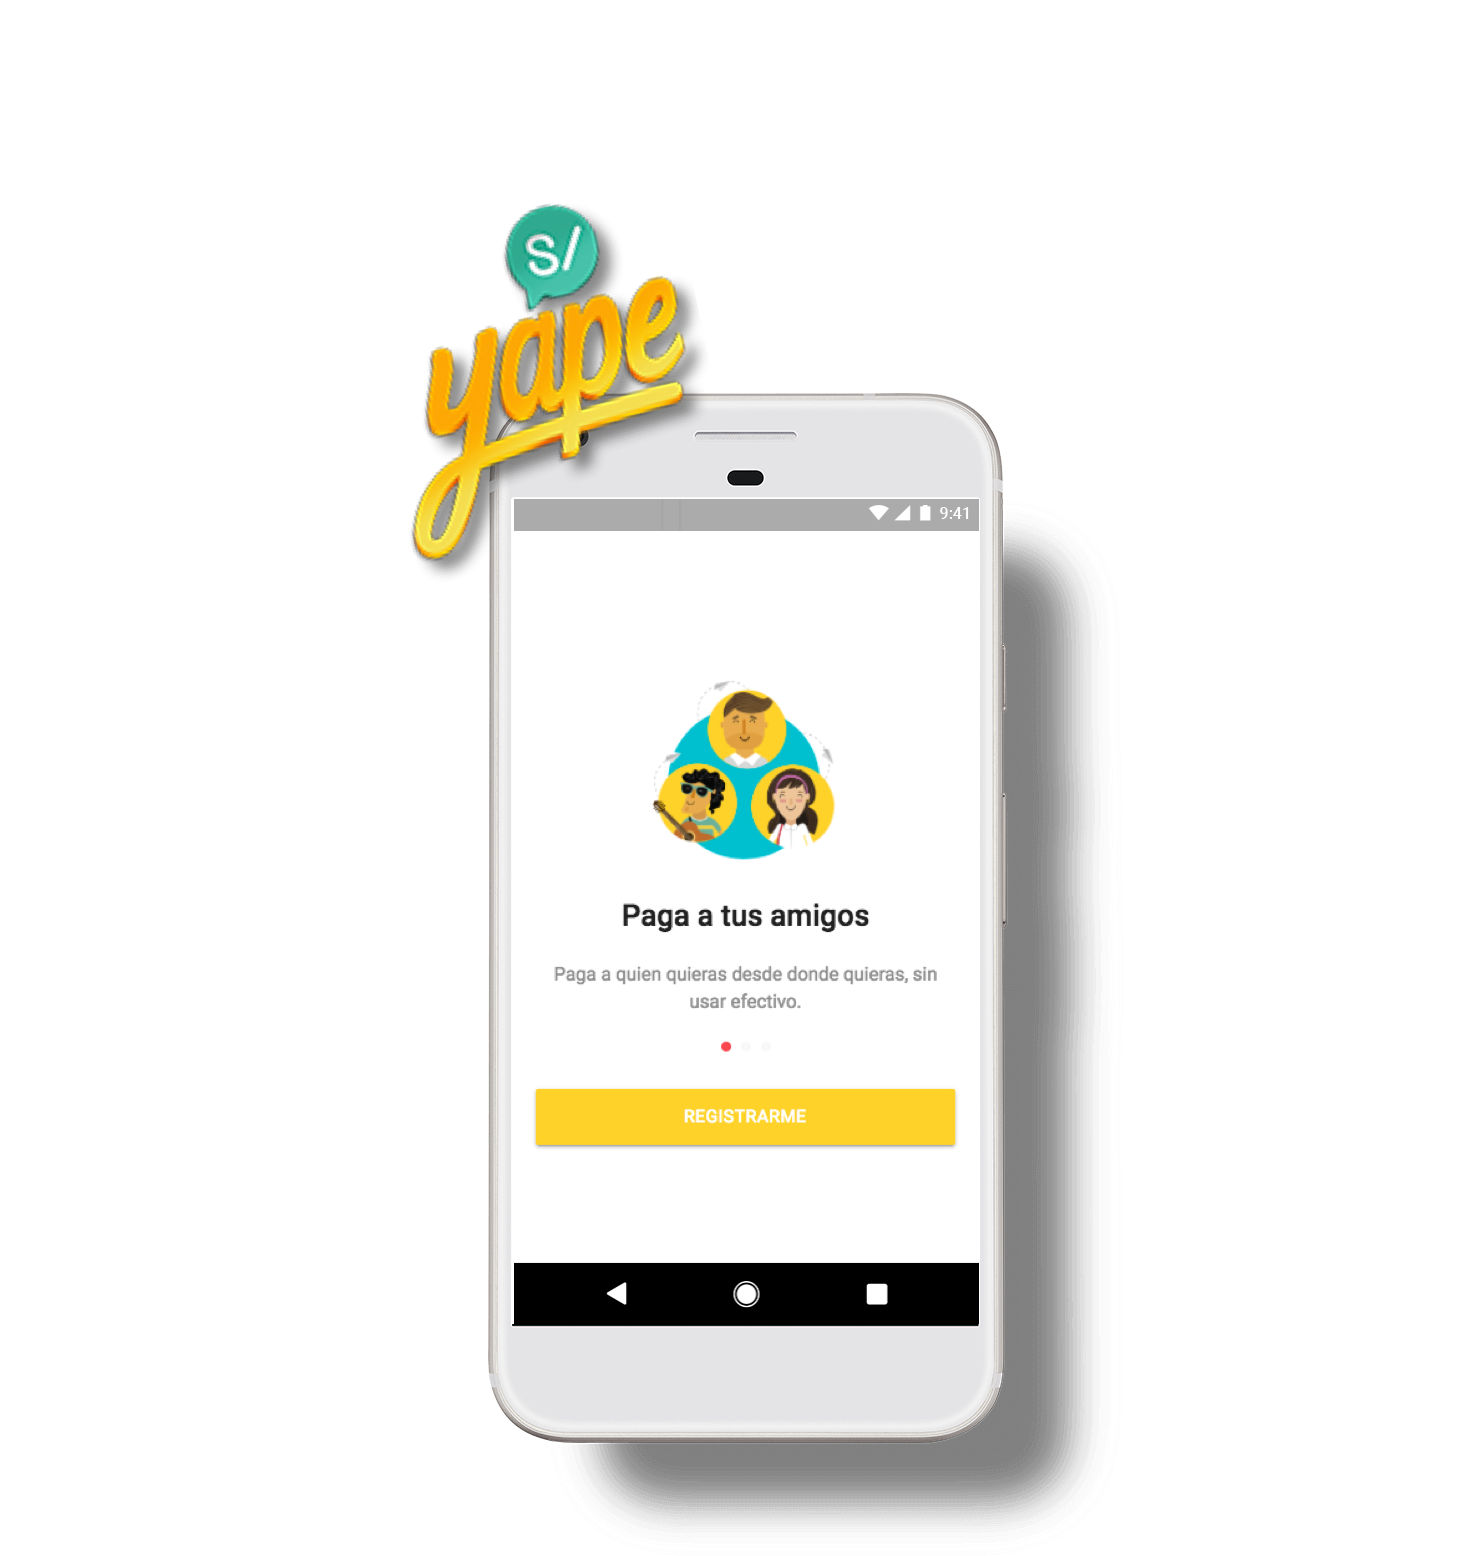 S/
yape
9:41
Paga a tus amigos
Paga a quien quieras desde donde quieras, sin
usar efectivo.
REGISTRARME